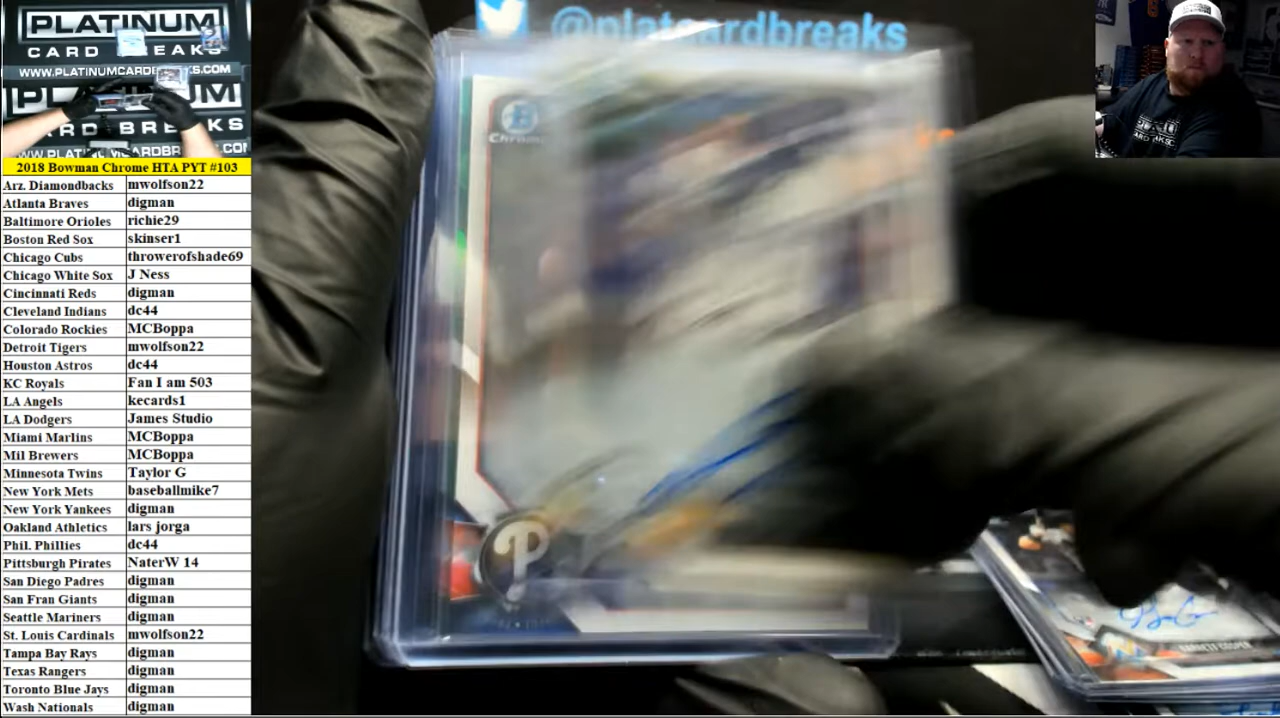 PLATINUM
CARD BREAKS
WWW.PLATINUMCARDBREAKS.COM
2018 Bowman Chrome HTA PYT #103
Arz. Diamondbacks mwolfson22
Atlanta Braves digman
Baltimore Orioles richie29
Boston Red Sox skinser1
Chicago Cubs throwerofshade69
Chicago White Sox J Ness
Cincinnati Reds digman
Cleveland Indians dc44
Colorado Rockies MCBoppa
Detroit Tigers mwolfson22
Houston Astros dc44
KC Royals Fan I am 503
LA Angels kecards1
LA Dodgers James Studio
Miami Marlins MCBoppa
Mil Brewers MCBoppa
Minnesota Twins Taylor G
New York Mets baseballmike7
New York Yankees digman
Oakland Athletics lars jorga
Phil. Phillies dc44
Pittsburgh Pirates NaterW 14
San Diego Padres digman
San Fran Giants digman
Seattle Mariners digman
St. Louis Cardinals mwolfson22
Tampa Bay Rays digman
Texas Rangers digman
Toronto Blue Jays digman
Wash Nationals digman
@platcardbreaks
B
Chrome
P
GARRETT COOPER